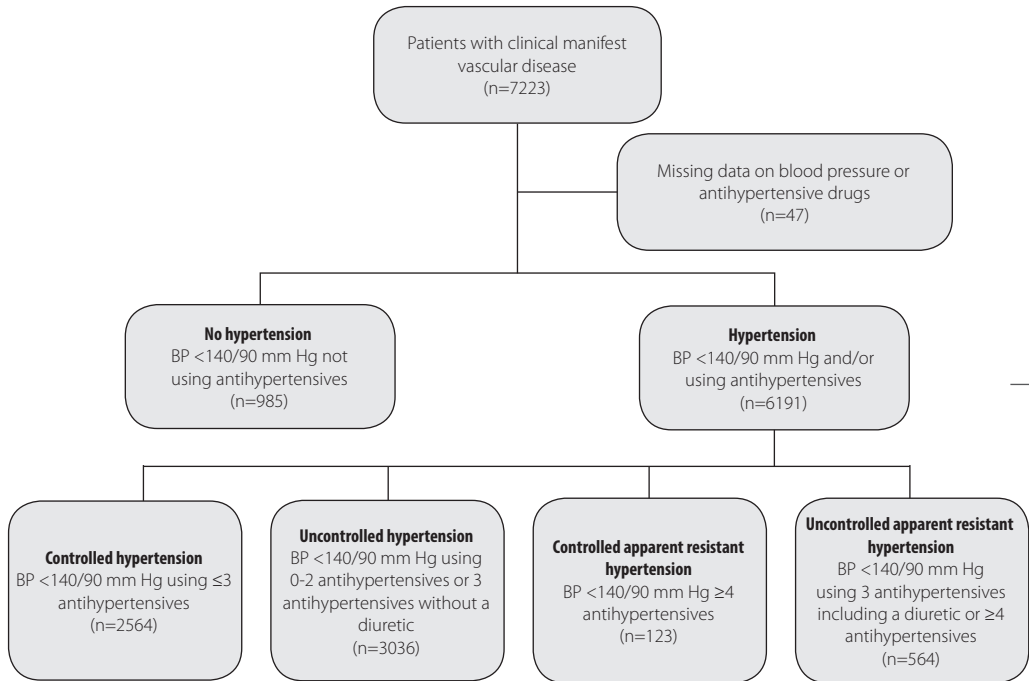 Patients with clinical manifest
vascular disease
(n=7223)
Missing data on blood pressure or
antihypertensive drugs
(n=47)
No hypertension
BP <140/90 mm Hg not
using antihypertensives
(n=985)
Hypertension
BP <140/90 mm Hg and/or
using antihypertensives
(n=6191)
Controlled hypertension
BP <140/90 mm Hg using ≤3
antihypertensives
(n=2564)
Uncontrolled hypertension
BP <140/90 mm Hg using
0-2 antihypertensives or 3
antihypertensives without a
diuretic
(n=3036)
Controlled apparent resistant
hypertension
BP <140/90 mm Hg ≥4
antihypertensives
(n=123)
Uncontrolled apparent resistant
hypertension
BP <140/90 mm Hg
using 3 antihypertensives
including a diuretic or ≥4
antihypertensives
(n=564)